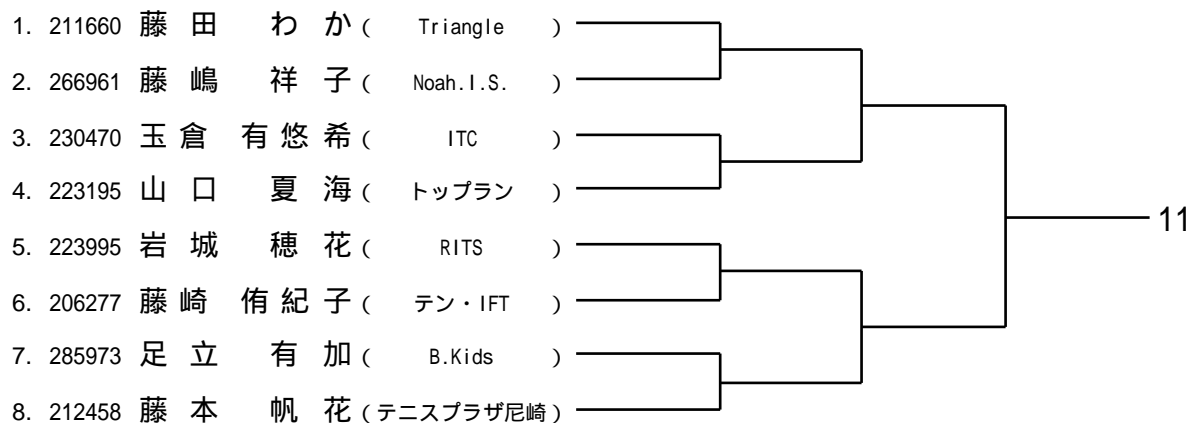 1. 211660 藤田 わか ( Triangle )
2. 266961 藤嶋 祥子 ( Noah.I.S. )
3. 230470 玉倉 有悠希 ( ITC )
4. 223195 山口 夏海 ( トップラン )
11
5. 223995 岩城 穂花 ( RITS )
6. 206277 藤崎 侑紀子 ( テン・IFT )
7. 285973 足立 有加 ( B.Kids )
8. 212458 藤本 帆花 ( テニスプラザ尼崎 )